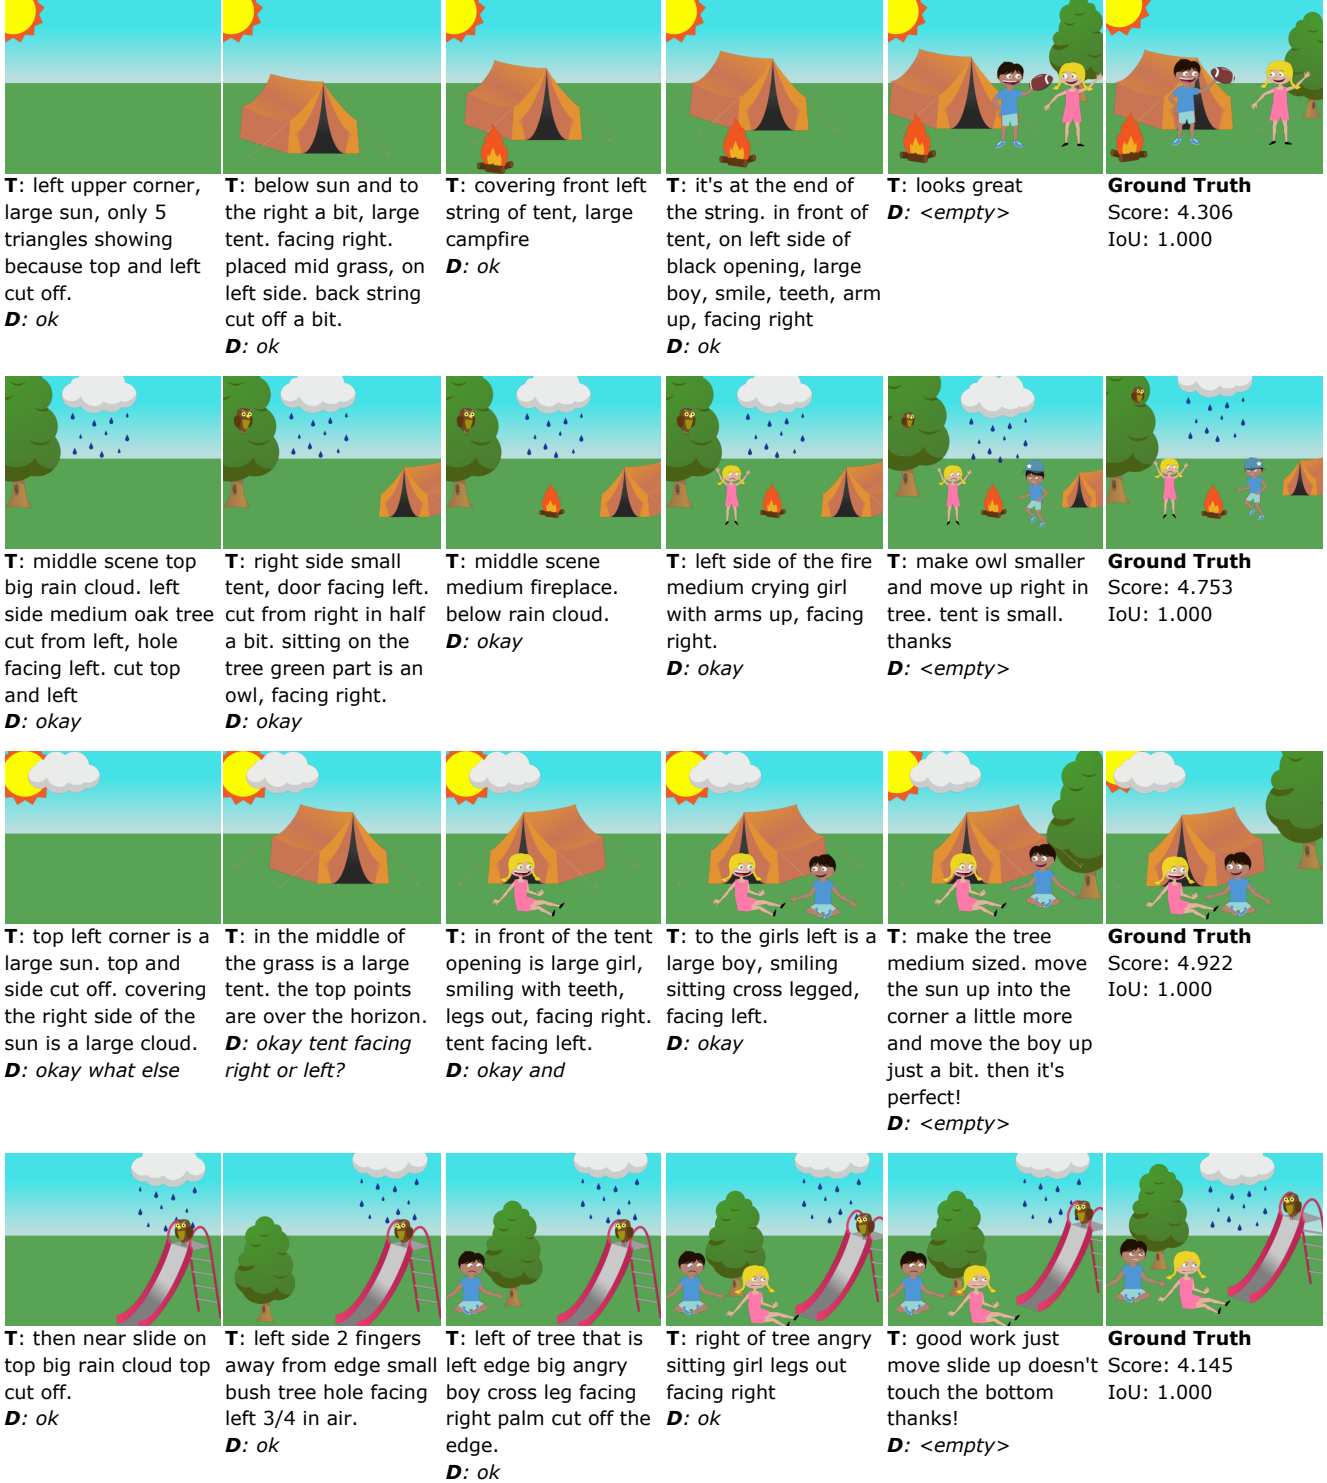 T: left upper corner,
large sun, only 5
triangles showing
because top and left
cut off.
D: ok
T: below sun and to
the right a bit, large
tent. facing right.
placed mid grass, on
left side. back string
cut off a bit.
D: ok
T: covering front left
string of tent, large
campfire
D: ok
T: it's at the end of
the string. in front of
tent, on left side of
black opening, large
boy, smile, teeth, arm
up, facing right
D: ok
T: looks great
D: <empty>
Ground Truth
Score: 4.306
IoU: 1.000
T: middle scene top
big rain cloud. left
side medium oak tree
cut from left, hole
facing left. cut top
and left
D: okay
T: right side small
tent, door facing left.
cut from right in half
a bit. sitting on the
tree green part is an
owl, facing right.
D: okay
T: middle scene
medium fireplace.
below rain cloud.
D: okay
T: left side of the fire
medium crying girl
with arms up, facing
right.
D: okay
T: make owl smaller
and move up right in
tree. tent is small.
thanks
D: <empty>
Ground Truth
Score: 4.753
IoU: 1.000
T: top left corner is a
large sun. top and
side cut off. covering
the right side of the
sun is a large cloud.
D: okay what else
T: in the middle of
the grass is a large
tent. the top points
are over the horizon.
D: okay tent facing
right or left?
T: in front of the tent
opening is large girl,
smiling with teeth,
legs out, facing right.
tent facing left.
D: okay and
T: to the girls left is a
large boy, smiling
sitting cross legged,
facing left.
D: okay
T: make the tree
medium sized. move
the sun up into the
corner a little more
and move the boy up
just a bit. then it's
perfect!
D: <empty>
Ground Truth
Score: 4.922
IoU: 1.000
T: then near slide on
top big rain cloud top
cut off.
D: ok
T: left side 2 fingers
away from edge small
bush tree hole facing
left 3/4 in air.
D: ok
T: left of tree that is
left edge big angry
boy cross leg facing
right palm cut off the
edge.
D: ok
T: right of tree angry
sitting girl legs out
facing right
D: ok
T: good work just
move slide up doesn't
touch the bottom
thanks!
D: <empty>
Ground Truth
Score: 4.145
IoU: 1.000